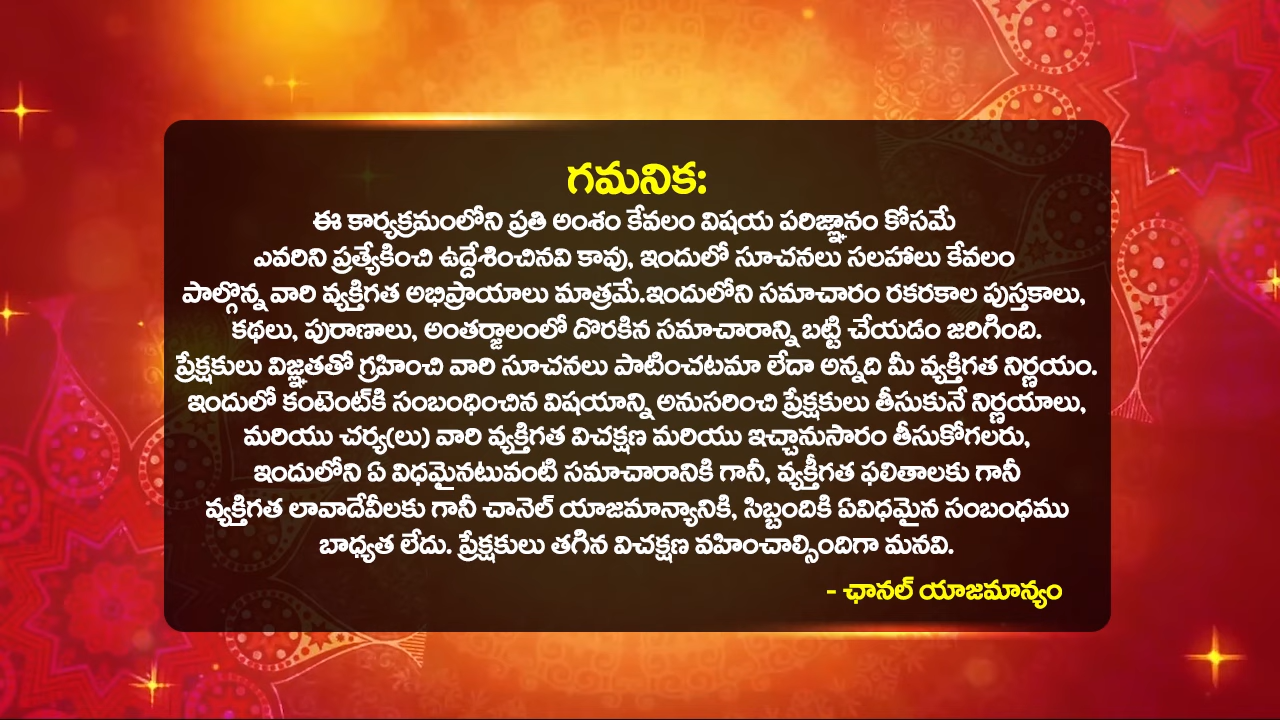 గమనిక:
ఈ కార్యక్రమంలోని ప్రతి అంశం కేవలం విషయ పరిజ్ఞానం కోసమే
ఎవరిని ప్రత్యేకించి ఉద్దేశించినవి కావు, ఇందులో సూచనలు సలహాలు కేవలం
పాల్గొన్న వారి వ్యక్తిగత అభిప్రాయాలు మాత్రమే.ఇందులోని సమాచారం రకరకాల పుస్తకాలు,
కథలు, పురాణాలు, అంతర్జాలంలో దొరకిన సమాచారాన్ని బట్టి చేయడం జరిగింది.
ప్రేక్షకులు విజ్ఞతతో గ్రహించి వారి సూచనలు పాటించటమా లేదా అన్నది మీ వ్యక్తిగత నిర్ణయం.
ఇందులో కంటెంట్‌కి సంబంధించిన విషయాన్ని అనుసరించి ప్రేక్షకులు తీసుకునే నిర్ణయాలు,
మరియు చర్య(లు) వారి వ్యక్తిగత విచక్షణ మరియు ఇచ్చానుసారం తీసుకోగలరు,
ఇందులోని ఏ విధమైనటువంటి సమాచారానికి గానీ, వ్యక్తీగత ఫలితాలకు గానీ
వ్యక్తిగత లావాదేవీలకు గానీ చానెల్ యాజమాన్యానికి, సిబ్బందికి ఏవిధమైన సంబంధము
బాధ్యత లేదు. ప్రేక్షకులు తగిన విచక్షణ వహించాల్సిందిగా మనవి.
- ఛానల్ యాజమాన్యం